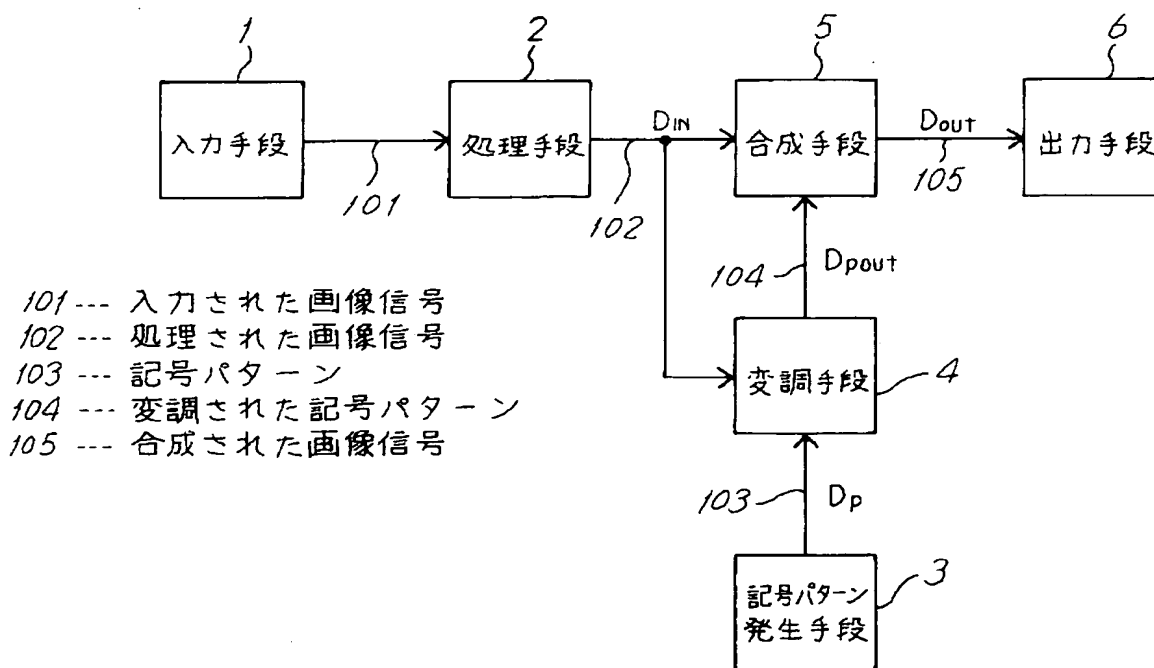 1
2
5
6
入力手段
処理手段
DIN
合成手段
Dout
出力手段
101
102
105
104
Dpout
101 --- 入力された画像信号
102 --- 処理された画像信号
103 --- 記号パターン
104 --- 変調された記号パターン
105 --- 合成された画像信号
変調手段
4
103
Dp
記号パターン
発生手段
3